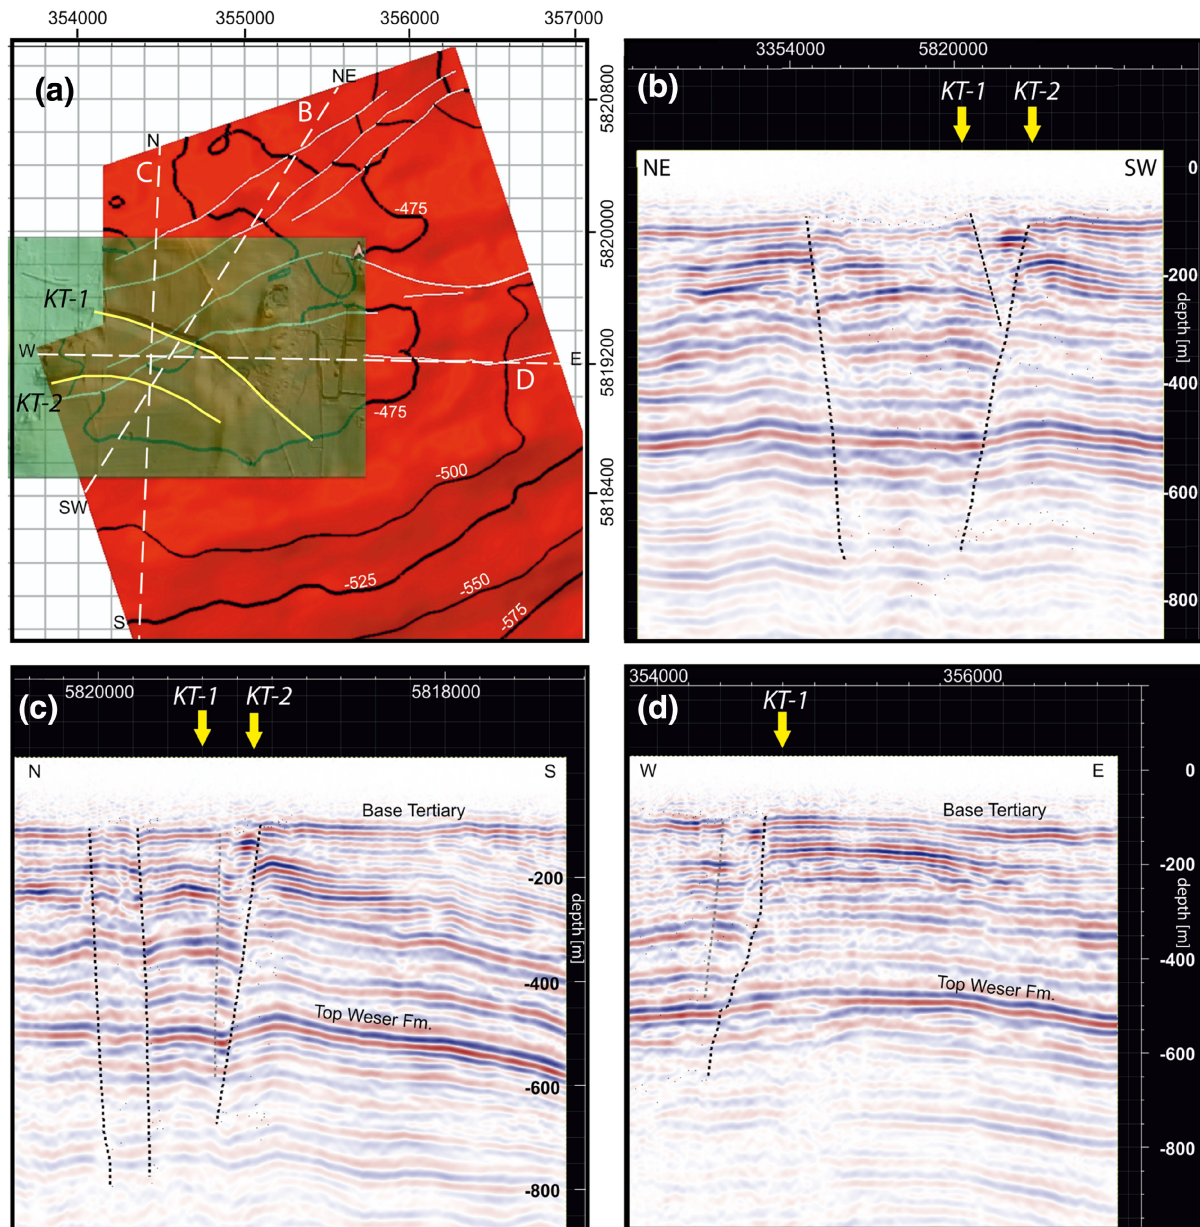 354000 355000 356000 357000
(a)
NE
B
N
C
-475
KT-1
W
E
D
KT-2
-475
-500
SW
-525
-550
-575
S
5820800
5820000
5819200
5818400
(b)
3354000 5820000
KT-1 KT-2
NE SW
0
-200
depth [m]
-400
-600
-800
(c)
5820000 5818000
KT-1 KT-2
N S
Base Tertiary
-200
depth [m]
-400
Top Weser Fm.
-600
-800
(d)
354000 356000
KT-1
W E
0
Base Tertiary
-200
depth [m]
-400
Top Weser Fm.
-600
-800